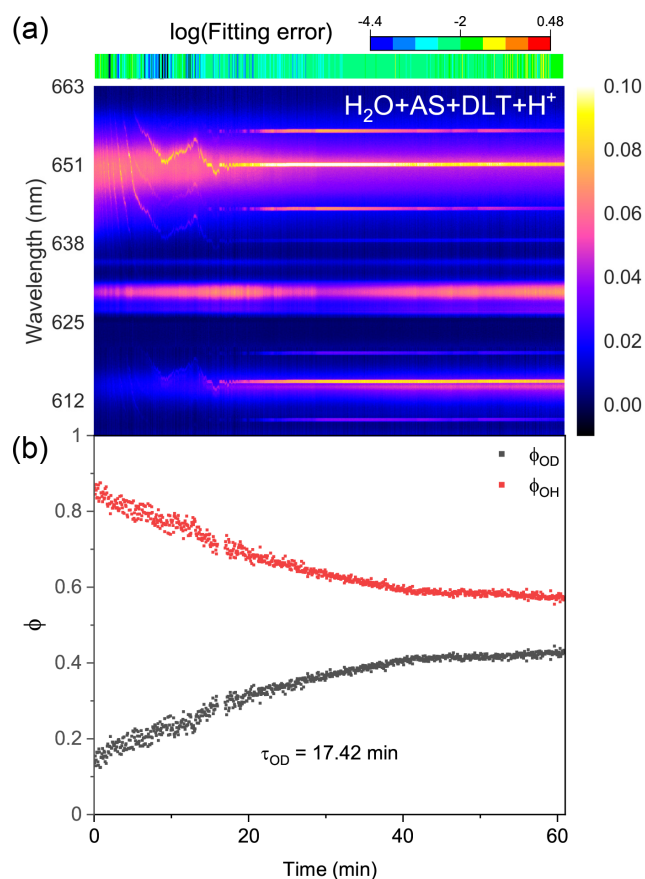 (a)
log(Fitting error)
-4.4 -2 0.48
H₂O+AS+DLT+H⁺
Wavelength (nm)
663
651
638
625
612
0.10
0.08
0.06
0.04
0.02
0.00
(b)
ϕOD
ϕOH
ϕ
1
0.8
0.6
0.4
0.2
0
τOD = 17.42 min
0 20 40 60
Time (min)